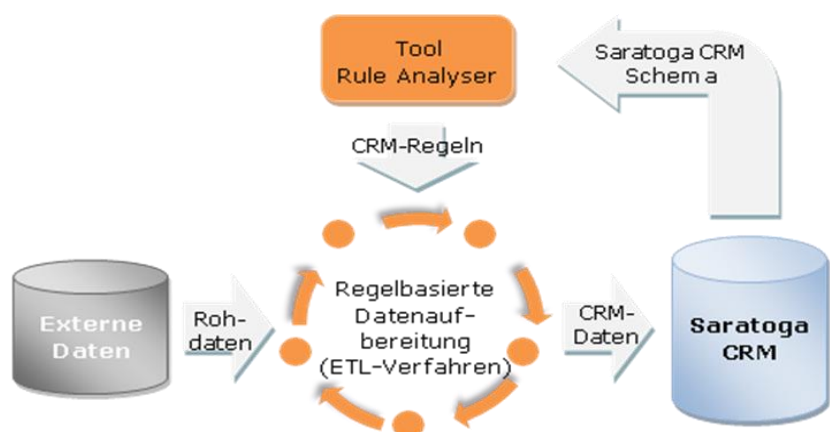 Tool
Rule Analyser
Saratoga CRM
Schema
CRM-Regeln
Externe
Daten
Roh-
daten
Regelbasierte
Datenauf-
bereitung
(ETL-Verfahren)
CRM-
Daten
Saratoga
CRM